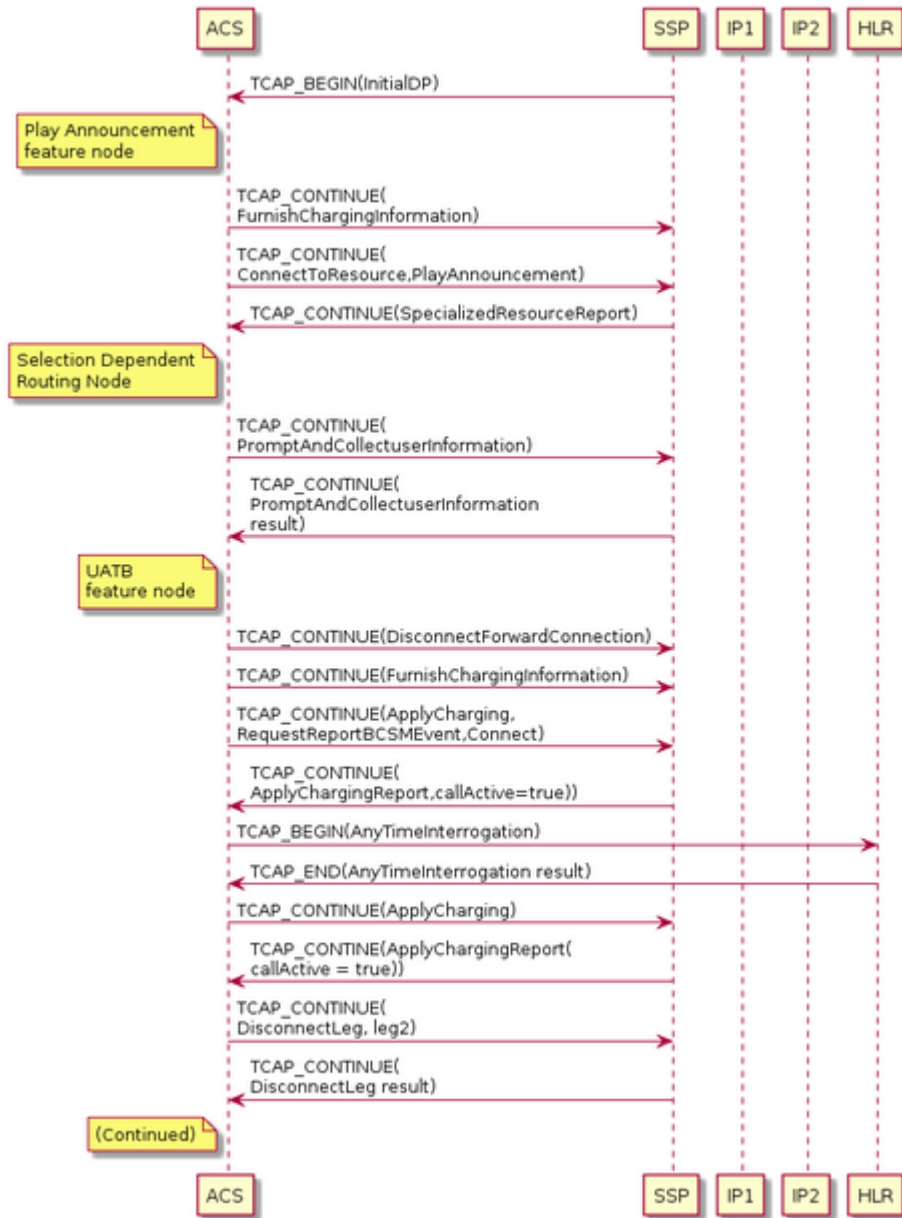 ACS SSP IP1 IP2 HLR
TCAP_BEGIN(InitialDP)
Play Announcement
feature node
TCAP_CONTINUE(
FurnishChargingInformation)
TCAP_CONTINUE(
ConnectToResource,PlayAnnouncement)
TCAP_CONTINUE(SpecializedResourceReport)
Selection Dependent
Routing Node
TCAP_CONTINUE(
PromptAndCollectuserInformation)
TCAP_CONTINUE(
PromptAndCollectuserInformation
result)
UATB
feature node
TCAP_CONTINUE(DisconnectForwardConnection)
TCAP_CONTINUE(FurnishChargingInformation)
TCAP_CONTINUE(ApplyCharging,
RequestReportBCSMEvent,Connect)
TCAP_CONTINUE(
ApplyChargingReport,callActive=true))
TCAP_BEGIN(AnyTimeInterrogation)
TCAP_END(AnyTimeInterrogation result)
TCAP_CONTINUE(ApplyCharging)
TCAP_CONTINE(ApplyChargingReport(
callActive = true))
TCAP_CONTINUE(
DisconnectLeg, leg2)
TCAP_CONTINUE(
DisconnectLeg result)
(Continued)
ACS SSP IP1 IP2 HLR